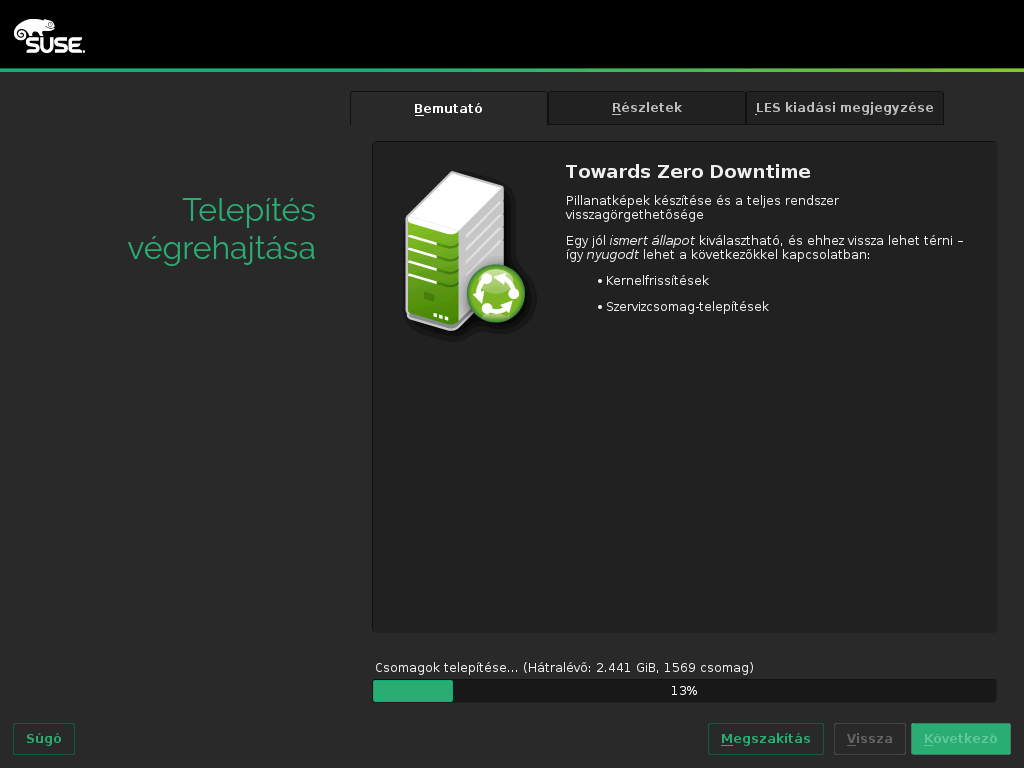 SUSE.
Bemutató
Részletek
LES kiadási megjegyzése
Telepítés
végrehajtása
Towards Zero Downtime
Pillanatképek készítése és a teljes rendszer
visszagörgethetősége
Egy jól ismert állapot kiválasztható, és ehhez vissza lehet térni –
így nyugodt lehet a következőkkel kapcsolatban:
• Kernelfrissítések
• Szervizcsomag-telepítések
Csomagok telepítése... (Hátralévő: 2.441 GiB, 1569 csomag)
13%
Súgó
Megszakítás
Vissza
Következő